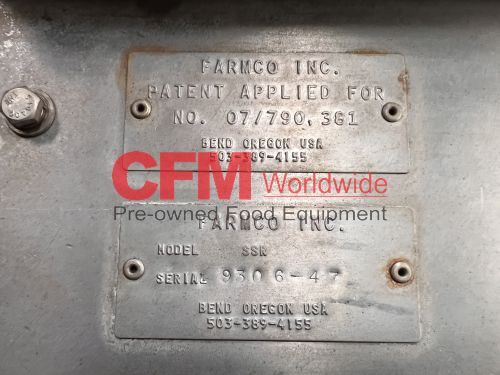 FARMCO INC.
PATENT APPLIED FOR
NO. 07/790,361
BEND OREGON USA
503-389-4155
CFM Worldwide
Pre-owned Food Equipment
FARMCO INC.
MODEL SSR
SERIAL 9306-47
BEND OREGON USA
503-389-4155